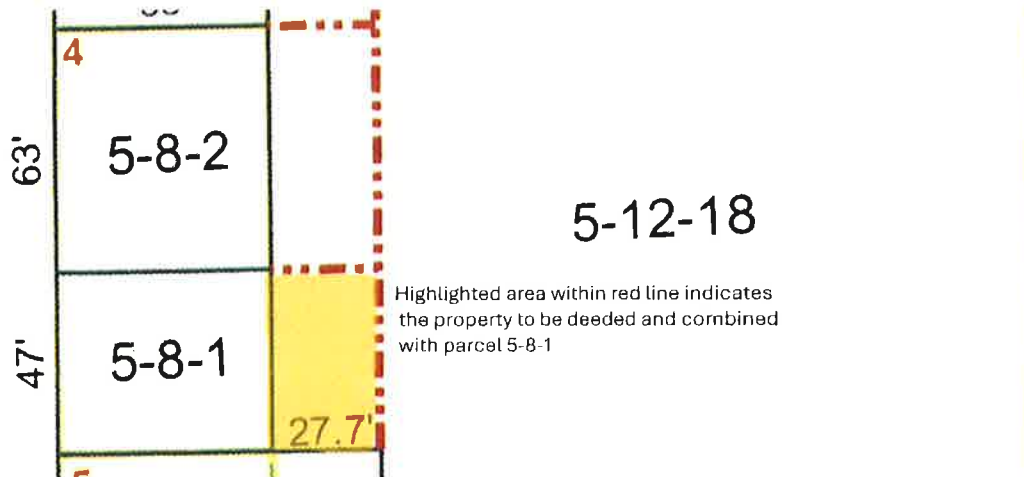 4
63'
5-8-2
5-12-18
Highlighted area within red line indicates
the property to be deeded and combined
with parcel 5-8-1
47'
5-8-1
27.7'